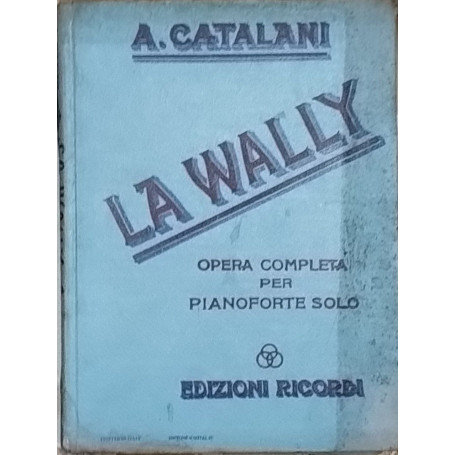 A. CATALANI
LA WALLY
OPERA COMPLETA
PER
PIANOFORTE SOLO
EDIZIONI RICORDI